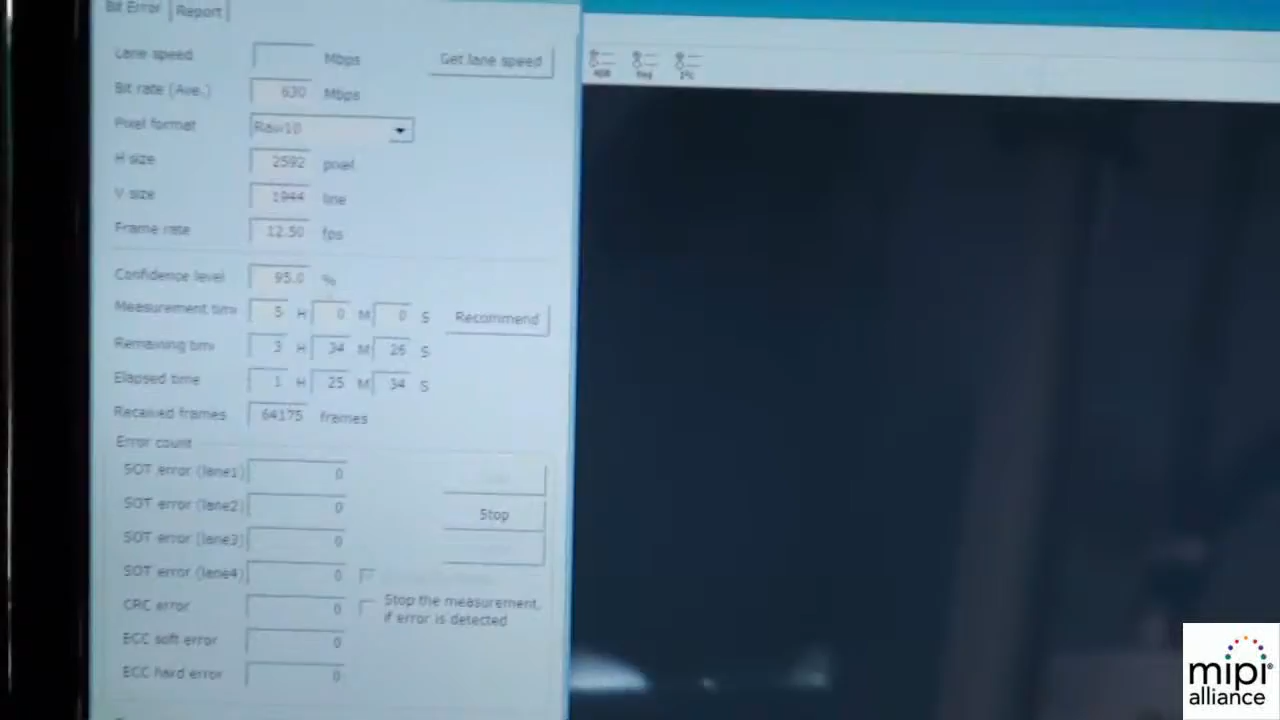 Bit Error Report
Lane speed Mbps Get lane speed
Bit rate (Ave.) 630 Mbps
Pixel format Raw10
H size 2592 pixel
V size 1944 line
Frame rate 12.50 fps
Confidence level 95.0 %
Measurement time 5 H 0 M 0 S Recommend
Remaining time 3 H 34 M 26 S
Elapsed time 1 H 25 M 34 S
Received frames 64175 frames
Error count
SOT error (lane1) 0
SOT error (lane2) 0 Stop
SOT error (lane3) 0
SOT error (lane4) 0
CRC error 0 Stop the measurement,
if error is detected
ECC soft error 0
ECC hard error 0
mipi®
alliance